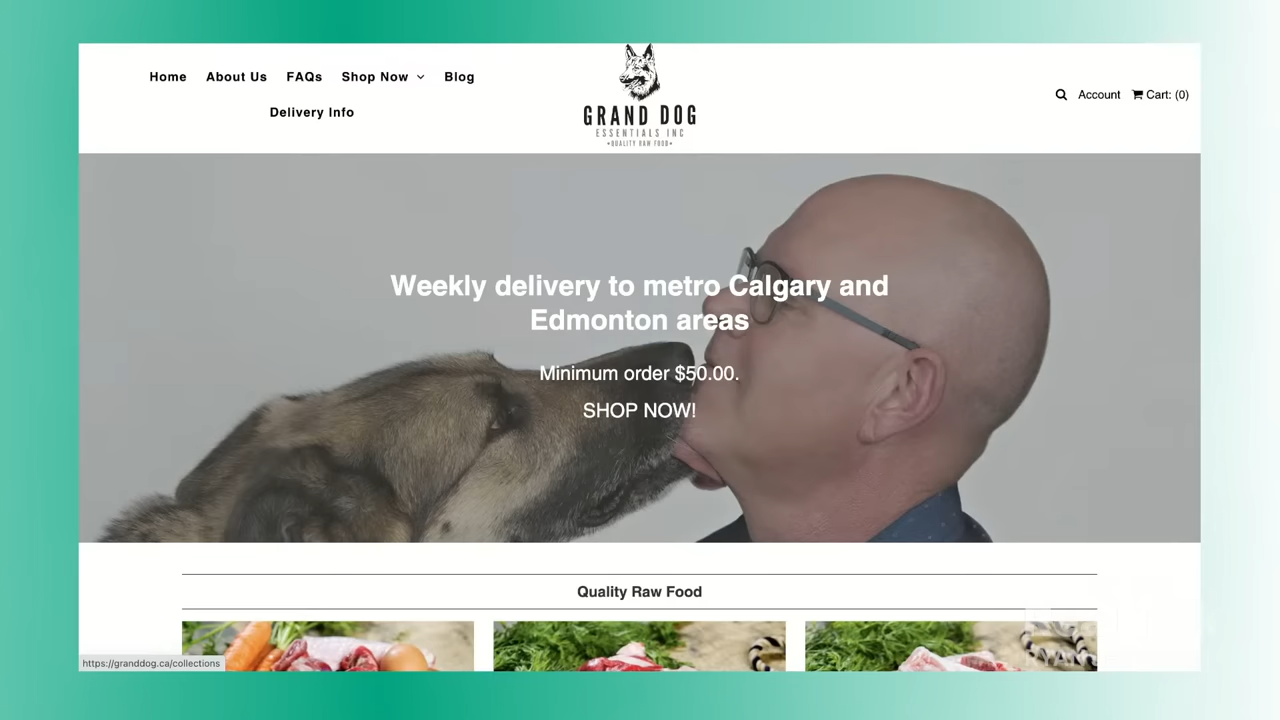 Home About Us FAQs Shop Now Blog
Delivery Info
GRAND DOG
ESSENTIALS INC
•QUALITY RAW FOOD•
Account Cart: (0)
Weekly delivery to metro Calgary and
Edmonton areas
Minimum order $50.00.
SHOP NOW!
Quality Raw Food
https://granddog.ca/collections